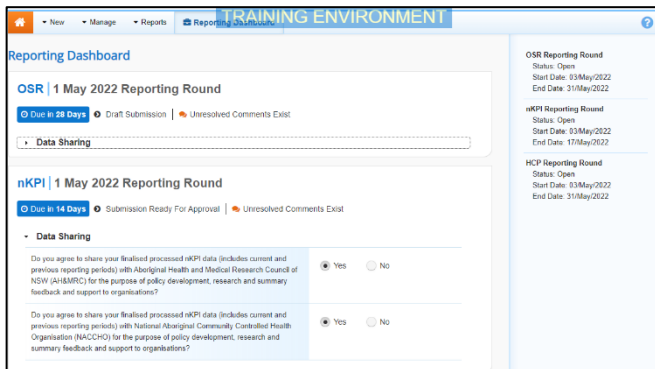 New Manage Reports Reporting Dashboard
TRAINING ENVIRONMENT
?
Reporting Dashboard
OSR | 1 May 2022 Reporting Round
Due in 28 Days Draft Submission | Unresolved Comments Exist
Data Sharing
nKPI | 1 May 2022 Reporting Round
Due in 14 Days Submission Ready For Approval | Unresolved Comments Exist
Data Sharing
Do you agree to share your finalised processed nKPI data (includes current and
previous reporting periods) with Aboriginal Health and Medical Research Council of
NSW (AH&MRC) for the purpose of policy development, research and summary
feedback and support to organisations?
Yes No
Do you agree to share your finalised processed nKPI data (includes current and
previous reporting periods) with National Aboriginal Community Controlled Health
Organisation (NACCHO) for the purpose of policy development, research and
summary feedback and support to organisations?
Yes No
OSR Reporting Round
Status: Open
Start Date: 03/May/2022
End Date: 31/May/2022
nKPI Reporting Round
Status: Open
Start Date: 03/May/2022
End Date: 17/May/2022
HCP Reporting Round
Status: Open
Start Date: 03/May/2022
End Date: 31/May/2022